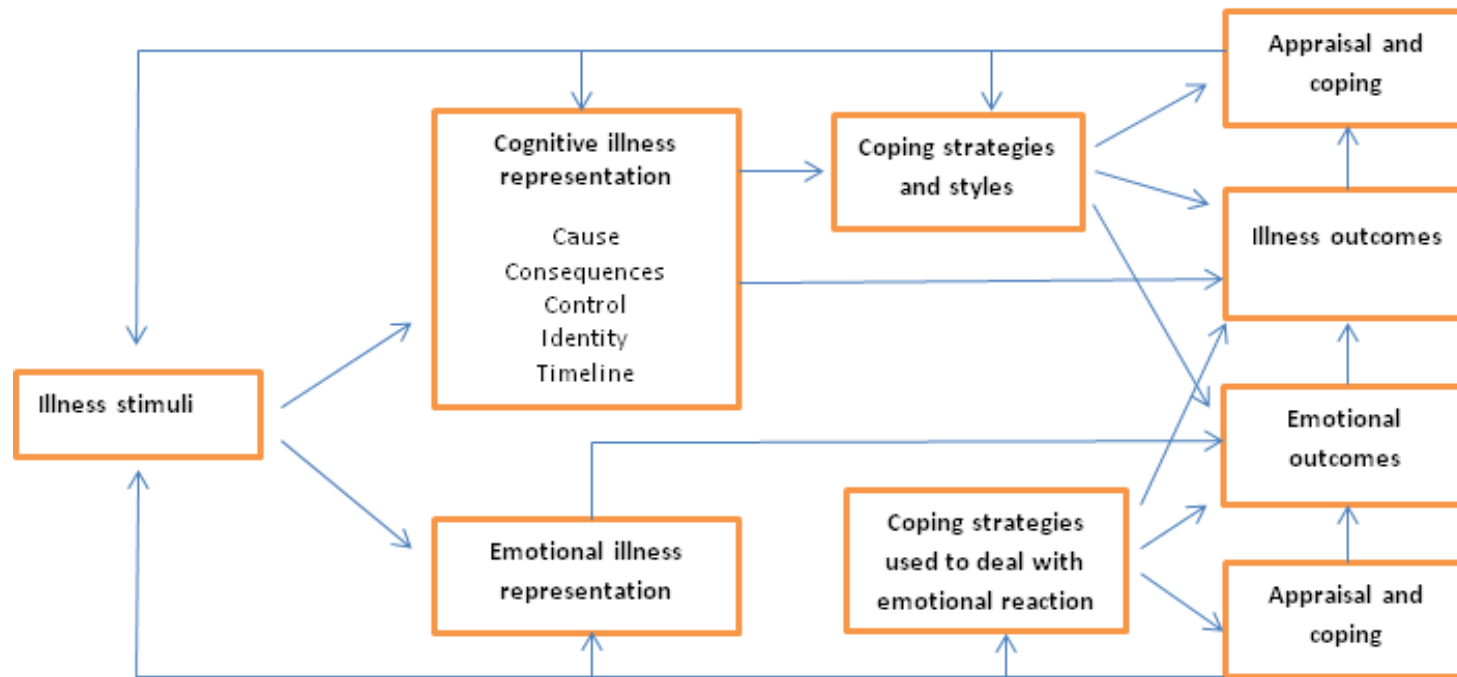 Appraisal and
coping
Cognitive illness
representation
Cause
Consequences
Control
Identity
Timeline
Coping strategies
and styles
Illness outcomes
Illness stimuli
Emotional
outcomes
Emotional illness
representation
Coping strategies
used to deal with
emotional reaction
Appraisal and
coping